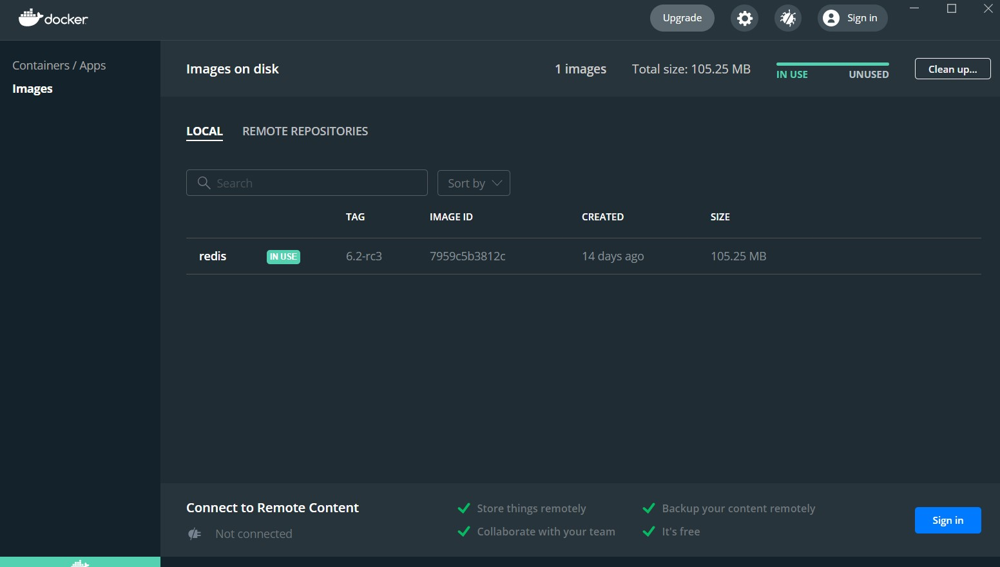 docker
Upgrade
Sign in
Containers / Apps
Images
Images on disk
1 images
Total size: 105.25 MB
IN USE
UNUSED
Clean up...
LOCAL
REMOTE REPOSITORIES
Search
Sort by
TAG
IMAGE ID
CREATED
SIZE
redis
IN USE
6.2-rc3
7959c5b3812c
14 days ago
105.25 MB
Connect to Remote Content
Not connected
Store things remotely
Collaborate with your team
Backup your content remotely
It's free
Sign in